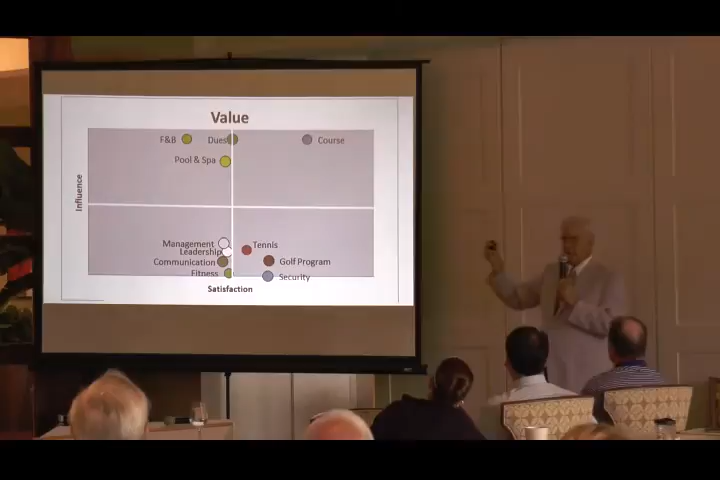 Value
F&B
Dues
Course
Pool & Spa
Influence
Management
Tennis
Leadership
Communication
Golf Program
Fitness
Security
Satisfaction